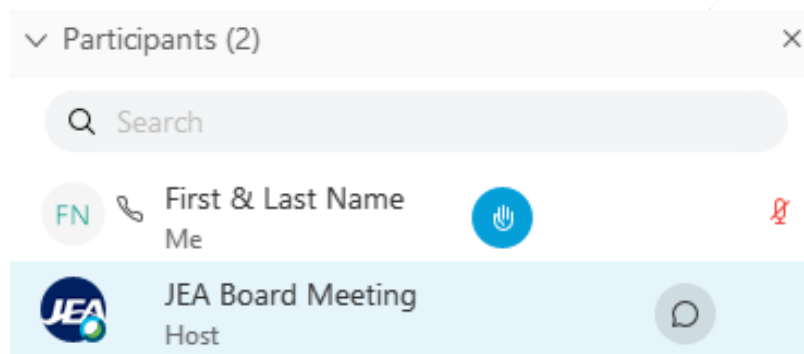 Participants (2)
Search
FN
First & Last Name
Me
JEA
JEA Board Meeting
Host